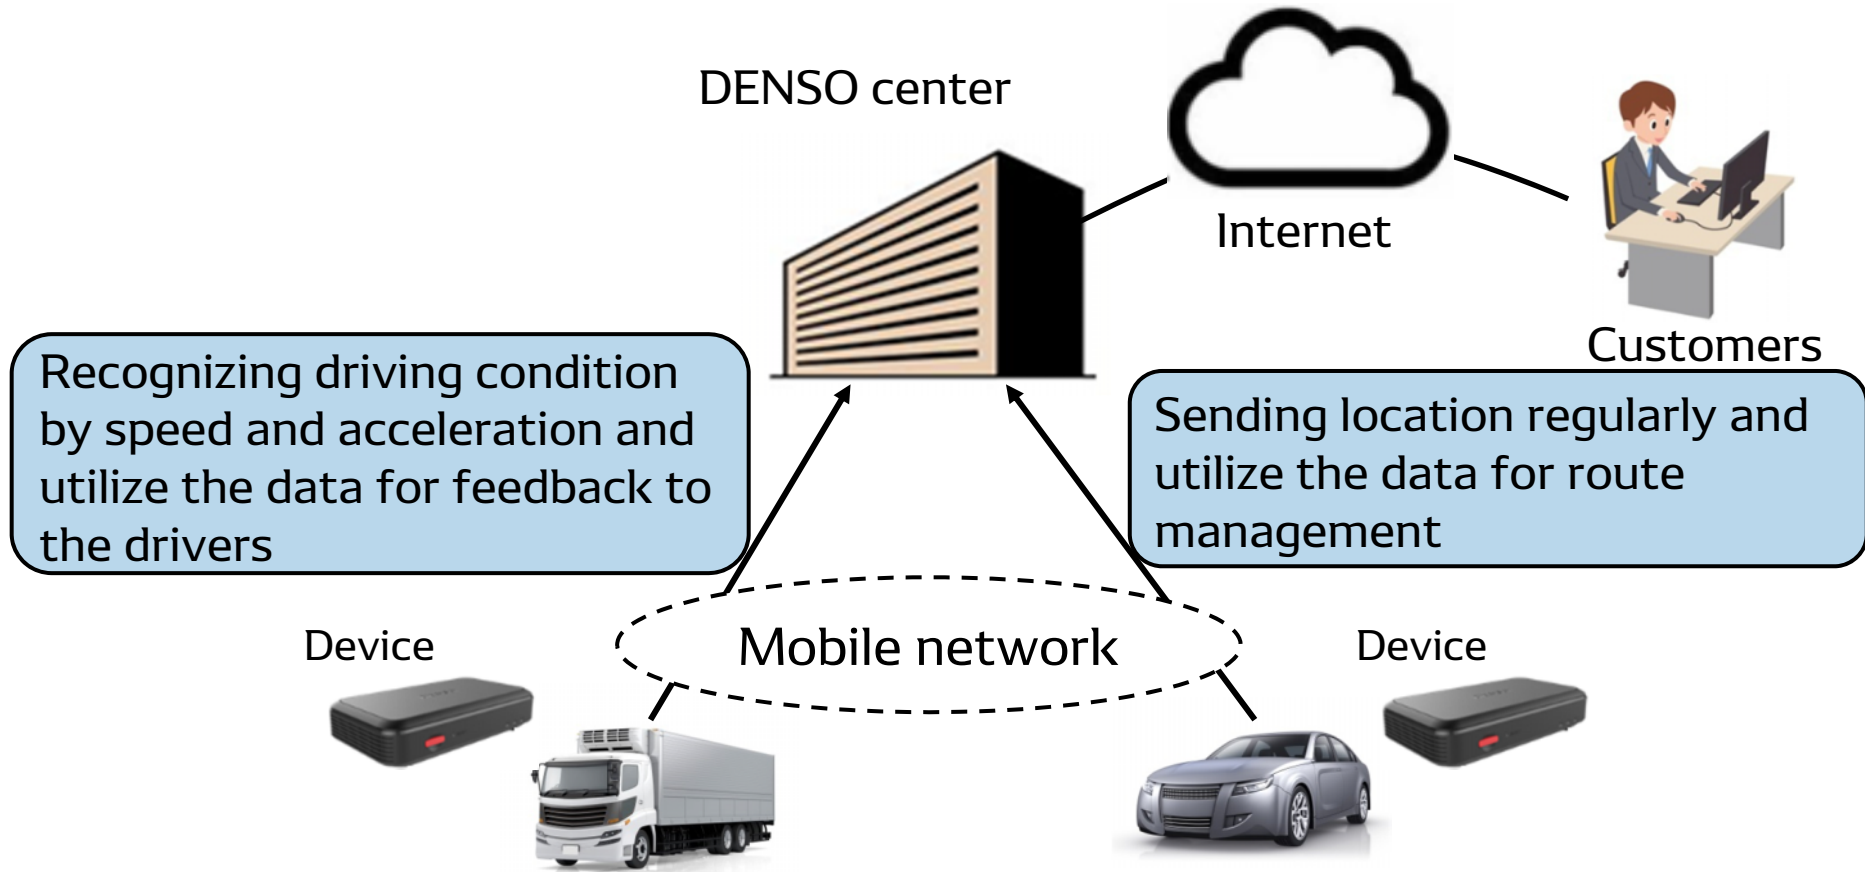 DENSO center
Internet
Customers
Recognizing driving condition
by speed and acceleration and
utilize the data for feedback to
the drivers
Sending location regularly and
utilize the data for route
management
Device
Mobile network
Device